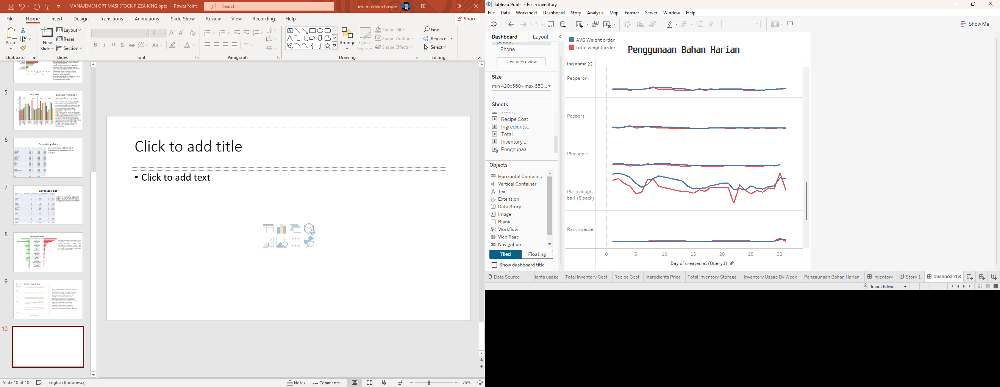 MANAJEMEN OPTIMASI STOCK PIZZA KING.pptx - PowerPoint
Search
imam edwin hasym
File Home Insert Design Transitions Animations Slide Show Review View Recording Help
Share
Paste
New
Slide
Layout
Reset
Section
18
Arrange
Quick
Styles
Shape Fill
Shape Outline
Shape Effects
Find
Replace
Select
Clipboard Slides Font Paragraph Drawing Editing
5
Daily Sales
Analisis terhadap
penjualan harian
6
Inventory data
Tabel di samping adalah tabel
seluruh bahan baku yang ada di
inventory
7
Inventory out
Tabel di samping adalah
tabel seluruh bahan baku
yang keluar dari inventory
8
Ingredients usage
9
Inventory Usage By Week
10
Click to add title
• Click to add text
Slide 10 of 10
English (Indonesia)
Notes
Comments
75%
Tableau Public - Pizza inventory
File Data Worksheet Dashboard Story Analysis Map Format Server Window Help
Show Me
Dashboard
Layout
Default
Phone
Device Preview
Size
min 420x560 - max 650...
Sheets
Total ...
Recipe Cost
Ingredients...
Total ...
Inventory ...
Penggunaa...
Objects
Horizontal Contain...
Vertical Container
Text
Extension
Data Story
Image
Blank
Workflow
Web Page
Navigation
Tiled
Floating
Show dashboard title
AVG Weight order
total weight order
Penggunaan Bahan Harian
ing name (Q..
Pepperoni
Peppers
Pineapple
Pizza dough
ball (8 pack)
Ranch sauce
0 5 10 15 20 25 30
Day of created at (Query1)
Data Source
ients usage
Total Inventory Cost
Recipe Cost
Ingredients Price
Total Inventory Storage
Inventory Usage By Week
Penggunaan Bahan Harian
inventory
Story 1
Dashboard 3
Imam Edwin ...